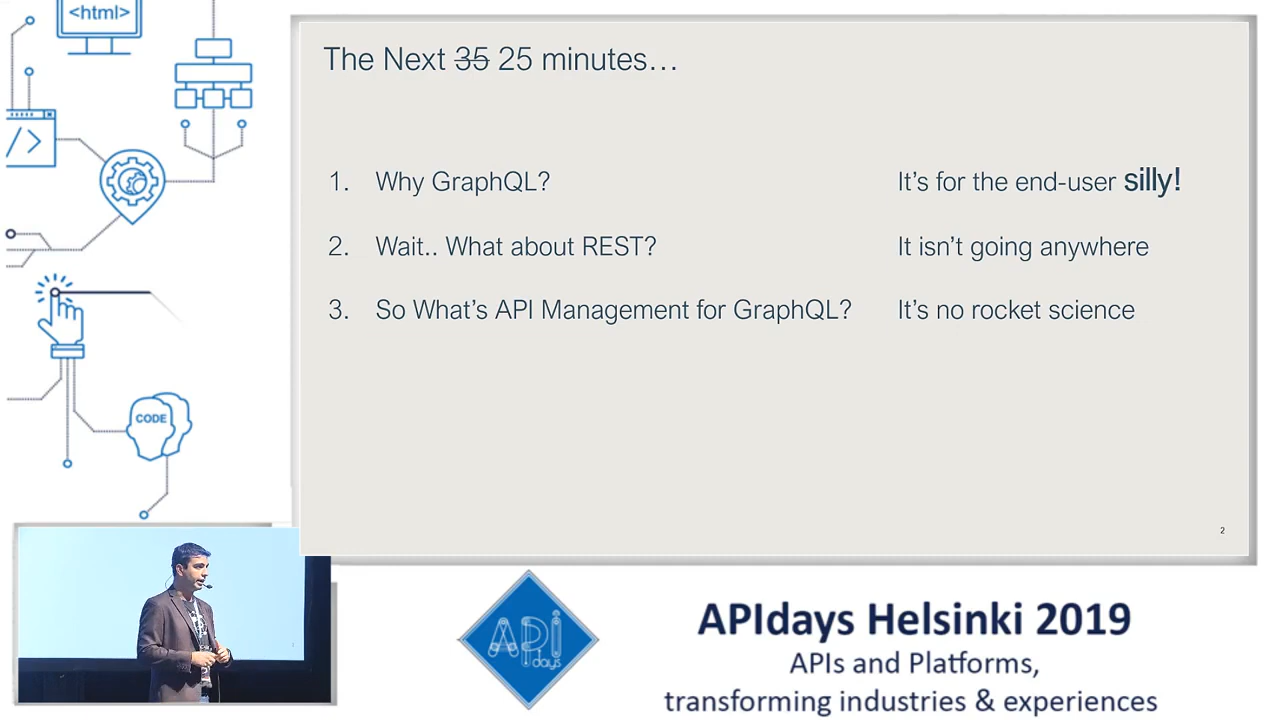 <html>
The Next 35 25 minutes…
1. Why GraphQL? It's for the end-user silly!
2. Wait.. What about REST? It isn't going anywhere
3. So What's API Management for GraphQL? It's no rocket science
2
</>
CODE
APi
days
APIdays Helsinki 2019
APIs and Platforms,
transforming industries & experiences